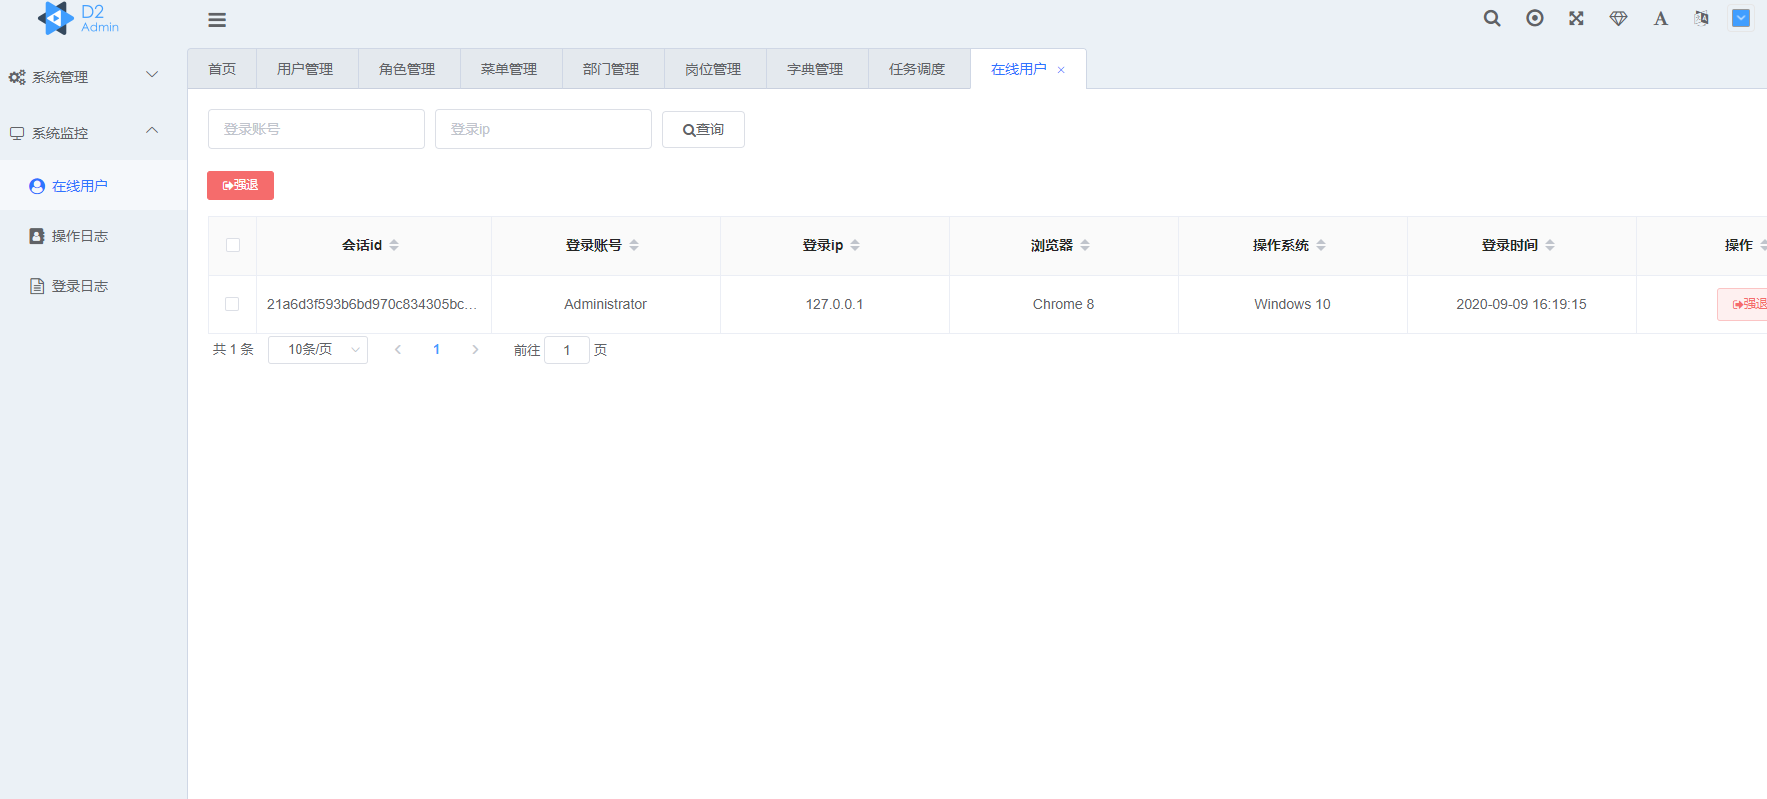 D2
Admin
系统管理
系统监控
在线用户
操作日志
登录日志
首页 用户管理 角色管理 菜单管理 部门管理 岗位管理 字典管理 任务调度 在线用户 ×
登录账号 登录ip 查询
强退
会话id 登录账号 登录ip 浏览器 操作系统 登录时间 操作
21a6d3f593b6bd970c834305bc... Administrator 127.0.0.1 Chrome 8 Windows 10 2020-09-09 16:19:15 强退
共 1 条 10条/页 1 前往 1 页